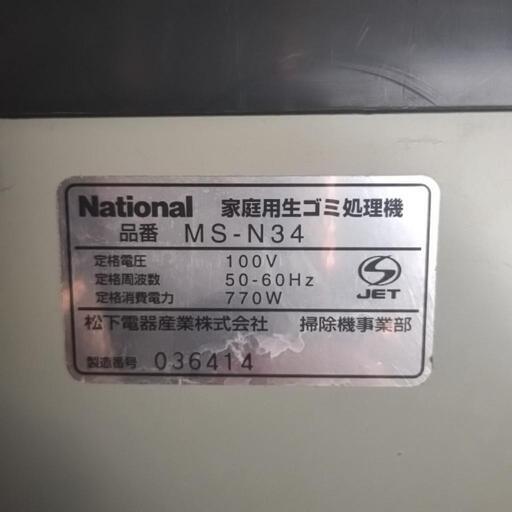 National 家庭用生ゴミ処理機
品番 MS-N34
定格電圧 100V
定格周波数 50-60Hz
定格消費電力 770W
S JET
松下電器産業株式会社 掃除機事業部
製造番号 036414